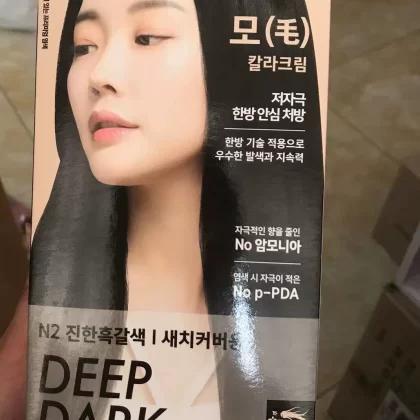 모(毛)
칼라크림
저자극
한방 안심 처방
한방 기술 적용으로
우수한 발색과 지속력
자극적인 향을 줄인
No 암모니아
염색 시 자극이 적은
No p-PDA
N2 진한흑갈색 | 새치커버용
DEEP
DARK